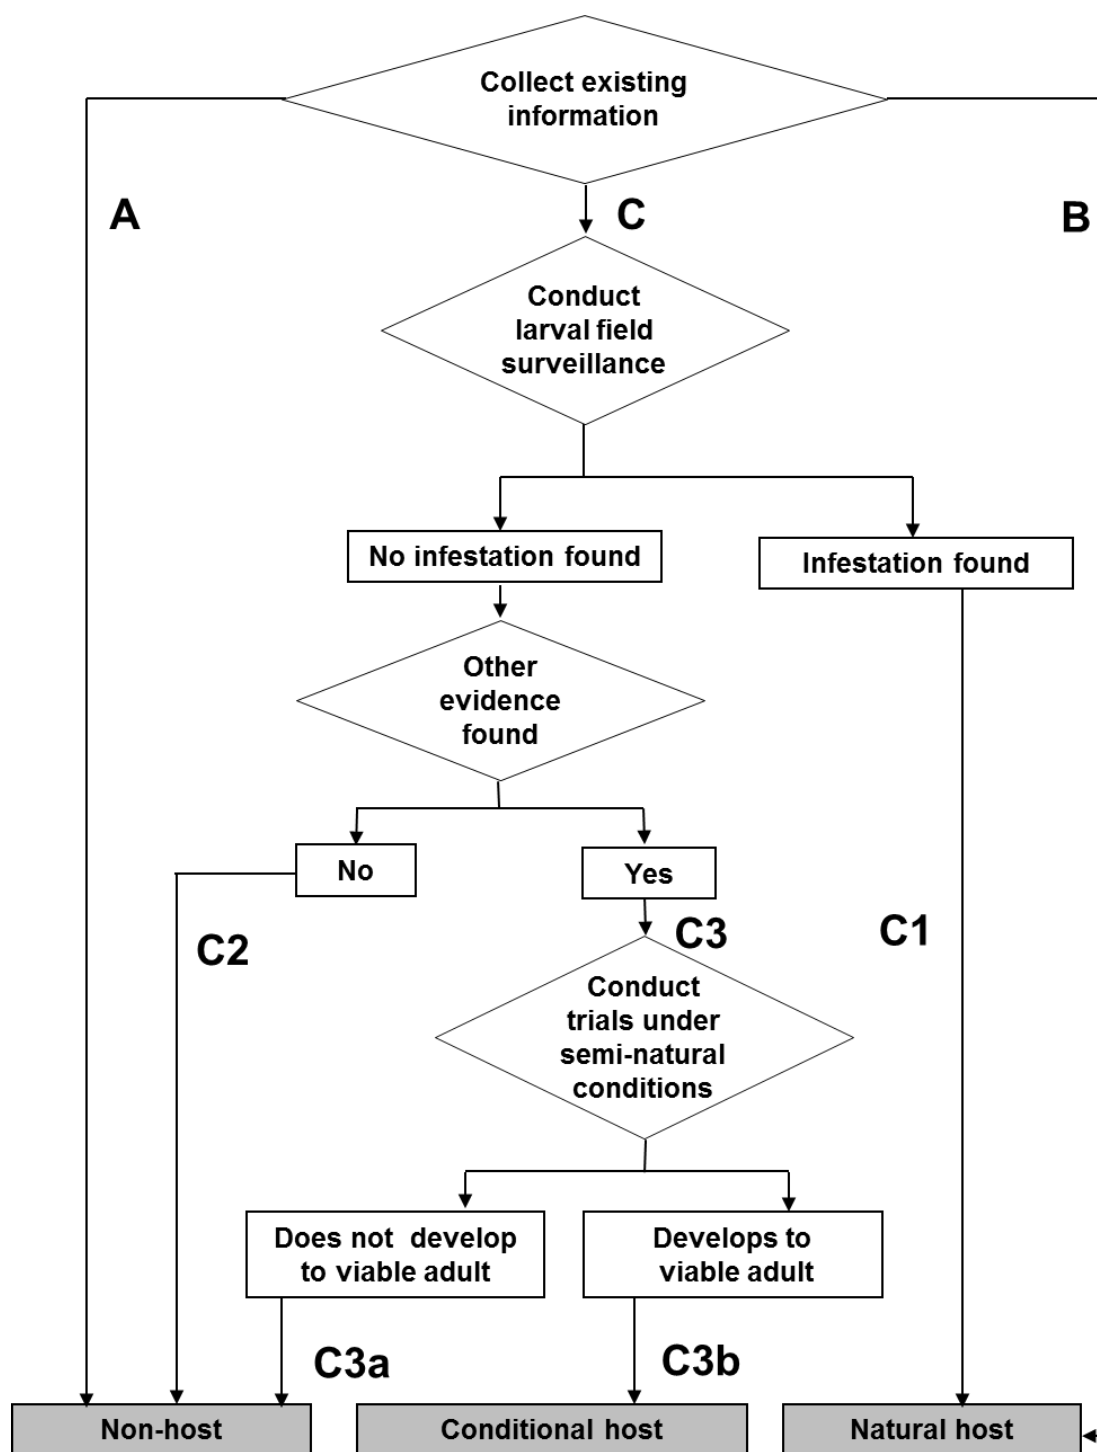 Collect existing
information
A
C
B
Conduct
larval field
surveillance
No infestation found
Infestation found
Other
evidence
found
No
Yes
C2
C3
C1
Conduct
trials under
semi-natural
conditions
Does not develop
to viable adult
Develops to
viable adult
C3a
C3b
Non-host
Conditional host
Natural host